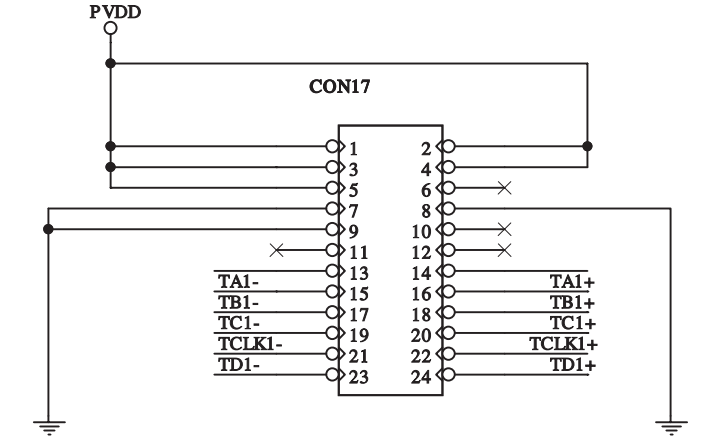 PVDD
CON17
1 2
3 4
5 6
7 8
9 10
11 12
13 14
TA1- 15 16 TA1+
TB1- 17 18 TB1+
TC1- 19 20 TC1+
TCLK1- 21 22 TCLK1+
TD1- 23 24 TD1+